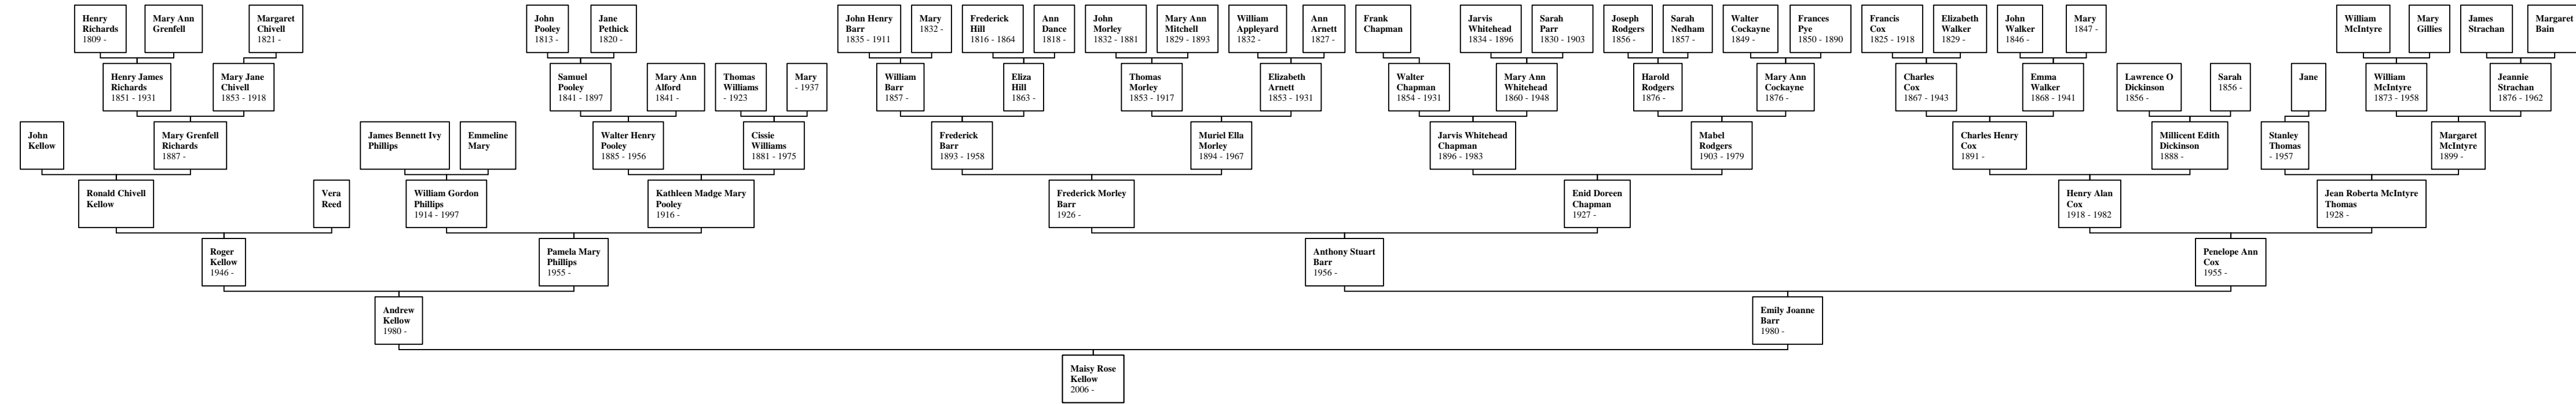 Henry
Richards
1809 -
Mary Ann
Grenfell
Margaret
Chivell
1821 -
John
Pooley
1813 -
Jane
Pethick
1820 -
John Henry
Barr
1835 - 1911
Mary
1832 -
Frederick
Hill
1816 - 1864
Ann
Dance
1818 -
John
Morley
1832 - 1881
Mary Ann
Mitchell
1829 - 1893
William
Appleyard
1832 -
Ann
Arnett
1827 -
Frank
Chapman
Jarvis
Whitehead
1834 - 1896
Sarah
Parr
1830 - 1903
Joseph
Rodgers
1856 -
Sarah
Nedham
1857 -
Walter
Cockayne
1849 -
Frances
Pye
1850 - 1890
Francis
Cox
1825 - 1918
Elizabeth
Walker
1829 -
John
Walker
1846 -
Mary
1847 -
William
McIntyre
Mary
Gillies
James
Strachan
Margaret
Bain
Henry James
Richards
1851 - 1931
Mary Jane
Chivell
1853 - 1918
Samuel
Pooley
1841 - 1897
Mary Ann
Alford
1841 -
Thomas
Williams
- 1923
Mary
- 1937
William
Barr
1857 -
Eliza
Hill
1863 -
Thomas
Morley
1853 - 1917
Elizabeth
Arnett
1853 - 1931
Walter
Chapman
1854 - 1931
Mary Ann
Whitehead
1860 - 1948
Harold
Rodgers
1876 -
Mary Ann
Cockayne
1876 -
Charles
Cox
1867 - 1943
Emma
Walker
1868 - 1941
Lawrence O
Dickinson
1856 -
Sarah
1856 -
Jane
William
McIntyre
1873 - 1958
Jeannie
Strachan
1876 - 1962
John
Kellow
Mary Grenfell
Richards
1887 -
James Bennett Ivy
Phillips
Emmeline
Mary
Walter Henry
Pooley
1885 - 1956
Cissie
Williams
1881 - 1975
Frederick
Barr
1893 - 1958
Muriel Ella
Morley
1894 - 1967
Jarvis Whitehead
Chapman
1896 - 1983
Mabel
Rodgers
1903 - 1979
Charles Henry
Cox
1891 -
Millicent Edith
Dickinson
1888 -
Stanley
Thomas
- 1957
Margaret
McIntyre
1899 -
Ronald Chivell
Kellow
Vera
Reed
William Gordon
Phillips
1914 - 1997
Kathleen Madge Mary
Pooley
1916 -
Frederick Morley
Barr
1926 -
Enid Doreen
Chapman
1927 -
Henry Alan
Cox
1918 - 1982
Jean Roberta McIntyre
Thomas
1928 -
Roger
Kellow
1946 -
Pamela Mary
Phillips
1955 -
Anthony Stuart
Barr
1956 -
Penelope Ann
Cox
1955 -
Andrew
Kellow
1980 -
Emily Joanne
Barr
1980 -
Maisy Rose
Kellow
2006 -